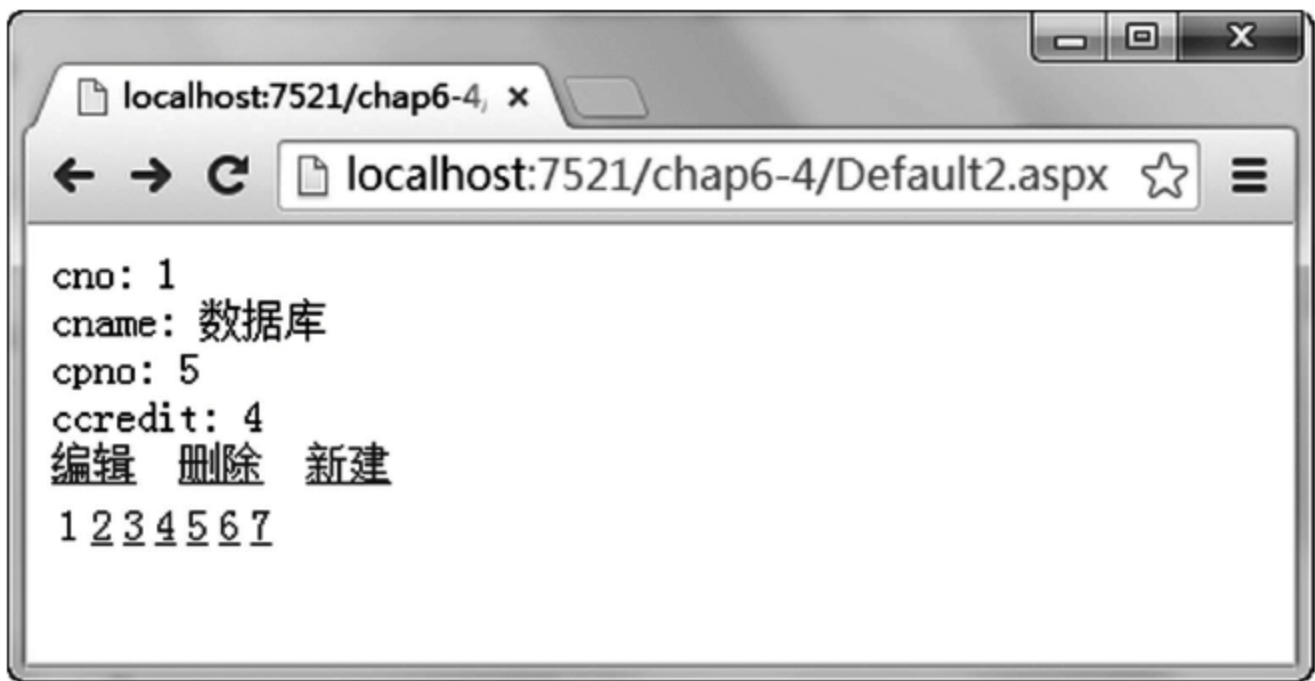 localhost:7521/chap6-4,
localhost:7521/chap6-4/Default2.aspx
cno: 1
cname: 数据库
cpno: 5
ccredit: 4
编辑 删除 新建
1 2 3 4 5 6 7